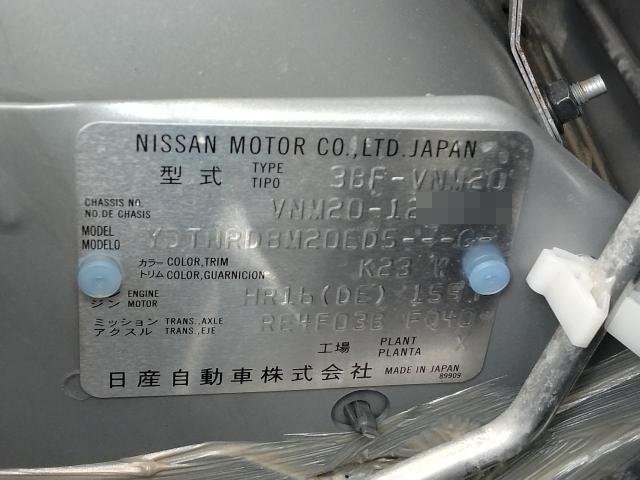 NISSAN MOTOR CO.,LTD.JAPAN
型式 TYPE TIPO 3BF-VNM20
CHASSIS NO. NO.DE CHASIS VNM20-12
MODEL MODELO
カラー COLOR,TRIM トリム COLOR,GUARNICION K23
ENGINE ジン MOTOR HR16(DE)
ミッション TRANS.,AXLE アクスル TRANS.,EJE RE4F03B FQ40
工場 PLANT PLANTA
日産自動車株式会社 MADE IN JAPAN
89909